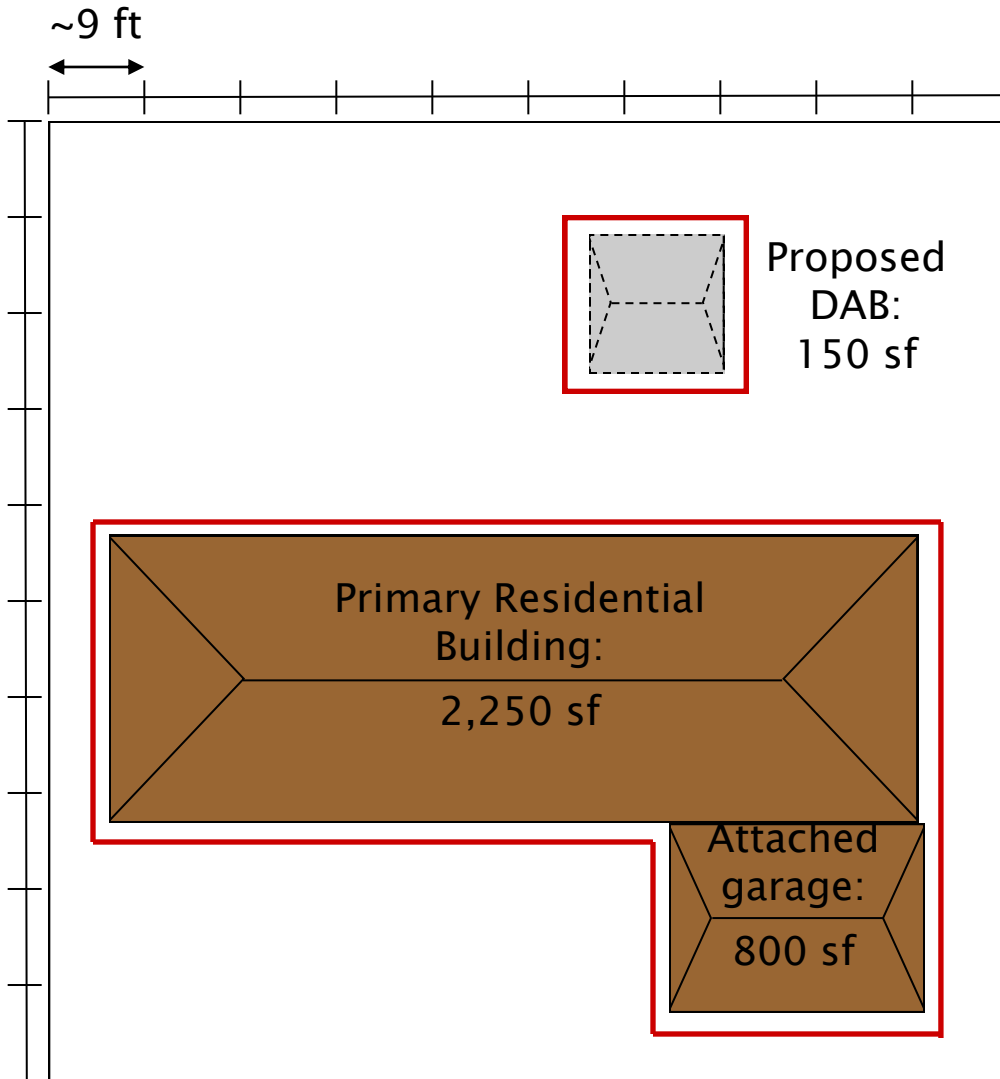 ~9 ft
Proposed
DAB:
150 sf
Primary Residential
Building:
2,250 sf
Attached
garage:
800 sf